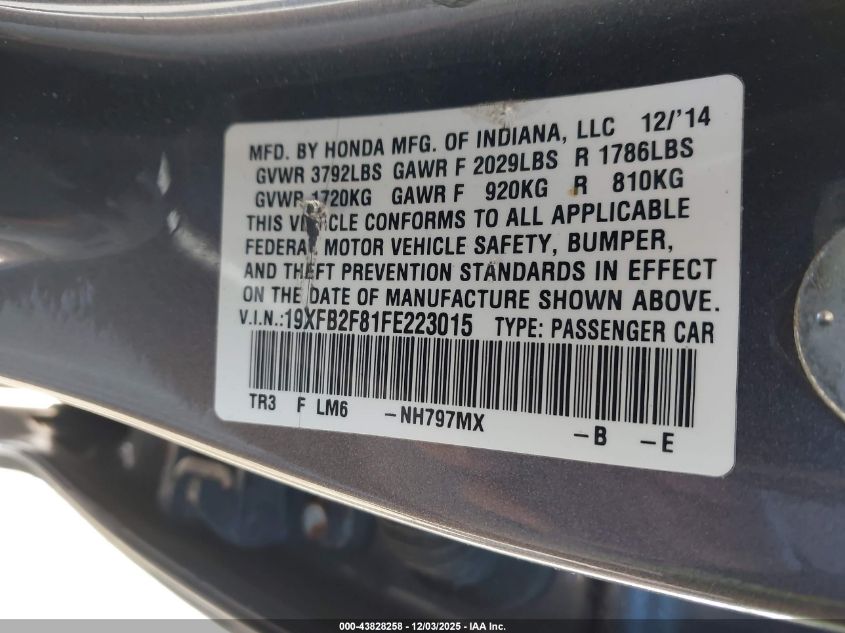 MFD. BY HONDA MFG. OF INDIANA, LLC 12/'14
GVWR 3792LBS GAWR F 2029LBS R 1786LBS
GVWR 1720KG GAWR F 920KG R 810KG
THIS VEHICLE CONFORMS TO ALL APPLICABLE
FEDERAL MOTOR VEHICLE SAFETY, BUMPER,
AND THEFT PREVENTION STANDARDS IN EFFECT
ON THE DATE OF MANUFACTURE SHOWN ABOVE.
V.I.N.:19XFB2F81FE223015 TYPE: PASSENGER CAR
TR3 F LM6 -NH797MX -B -E
000-43828258 - 12/03/2025 - IAA Inc.